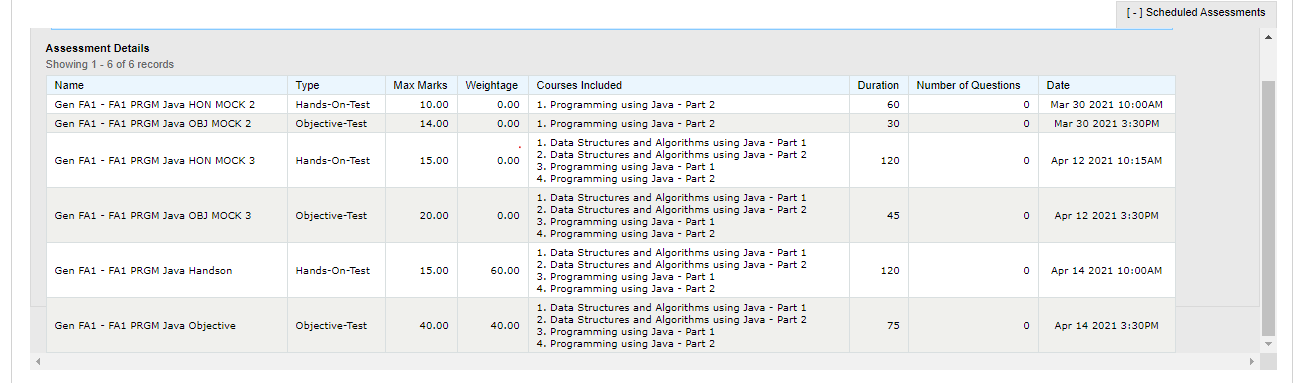 [ - ] Scheduled Assessments
Assessment Details
Showing 1 - 6 of 6 records
Name Type Max Marks Weightage Courses Included Duration Number of Questions Date
Gen FA1 - FA1 PRGM Java HON MOCK 2 Hands-On-Test 10.00 0.00 1. Programming using Java - Part 2 60 0 Mar 30 2021 10:00AM
Gen FA1 - FA1 PRGM Java OBJ MOCK 2 Objective-Test 14.00 0.00 1. Programming using Java - Part 2 30 0 Mar 30 2021 3:30PM
1. Data Structures and Algorithms using Java - Part 1
2. Data Structures and Algorithms using Java - Part 2
Gen FA1 - FA1 PRGM Java HON MOCK 3 Hands-On-Test 15.00 0.00 120 0 Apr 12 2021 10:15AM
3. Programming using Java - Part 1
4. Programming using Java - Part 2
1. Data Structures and Algorithms using Java - Part 1
2. Data Structures and Algorithms using Java - Part 2
Gen FA1 - FA1 PRGM Java OBJ MOCK 3 Objective-Test 20.00 0.00 45 0 Apr 12 2021 3:30PM
3. Programming using Java - Part 1
4. Programming using Java - Part 2
1. Data Structures and Algorithms using Java - Part 1
2. Data Structures and Algorithms using Java - Part 2
Gen FA1 - FA1 PRGM Java Handson Hands-On-Test 15.00 60.00 120 0 Apr 14 2021 10:00AM
3. Programming using Java - Part 1
4. Programming using Java - Part 2
1. Data Structures and Algorithms using Java - Part 1
2. Data Structures and Algorithms using Java - Part 2
Gen FA1 - FA1 PRGM Java Objective Objective-Test 40.00 40.00 75 0 Apr 14 2021 3:30PM
3. Programming using Java - Part 1
4. Programming using Java - Part 2